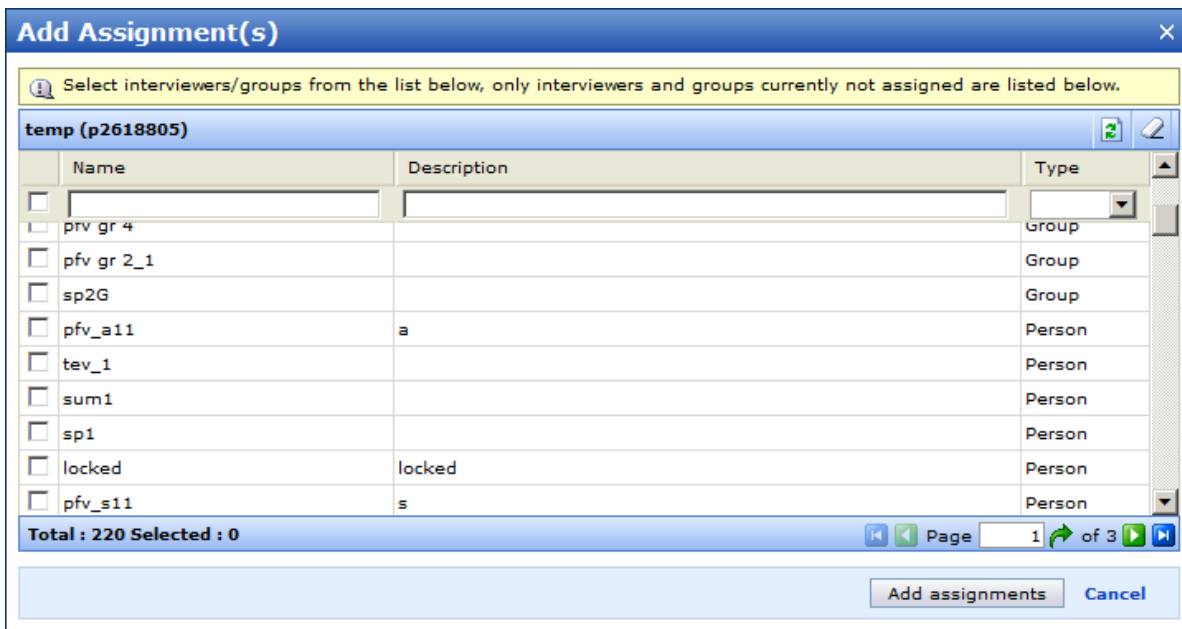 Add Assignment(s)
Select interviewers/groups from the list below, only interviewers and groups currently not assigned are listed below.
temp (p2618805)
Name Description Type
pfv gr 4 Group
pfv gr 2_1 Group
sp2G Group
pfv_a11 a Person
tev_1 Person
sum1 Person
sp1 Person
locked locked Person
pfv_s11 s Person
Total : 220 Selected : 0 Page 1 of 3
Add assignments Cancel